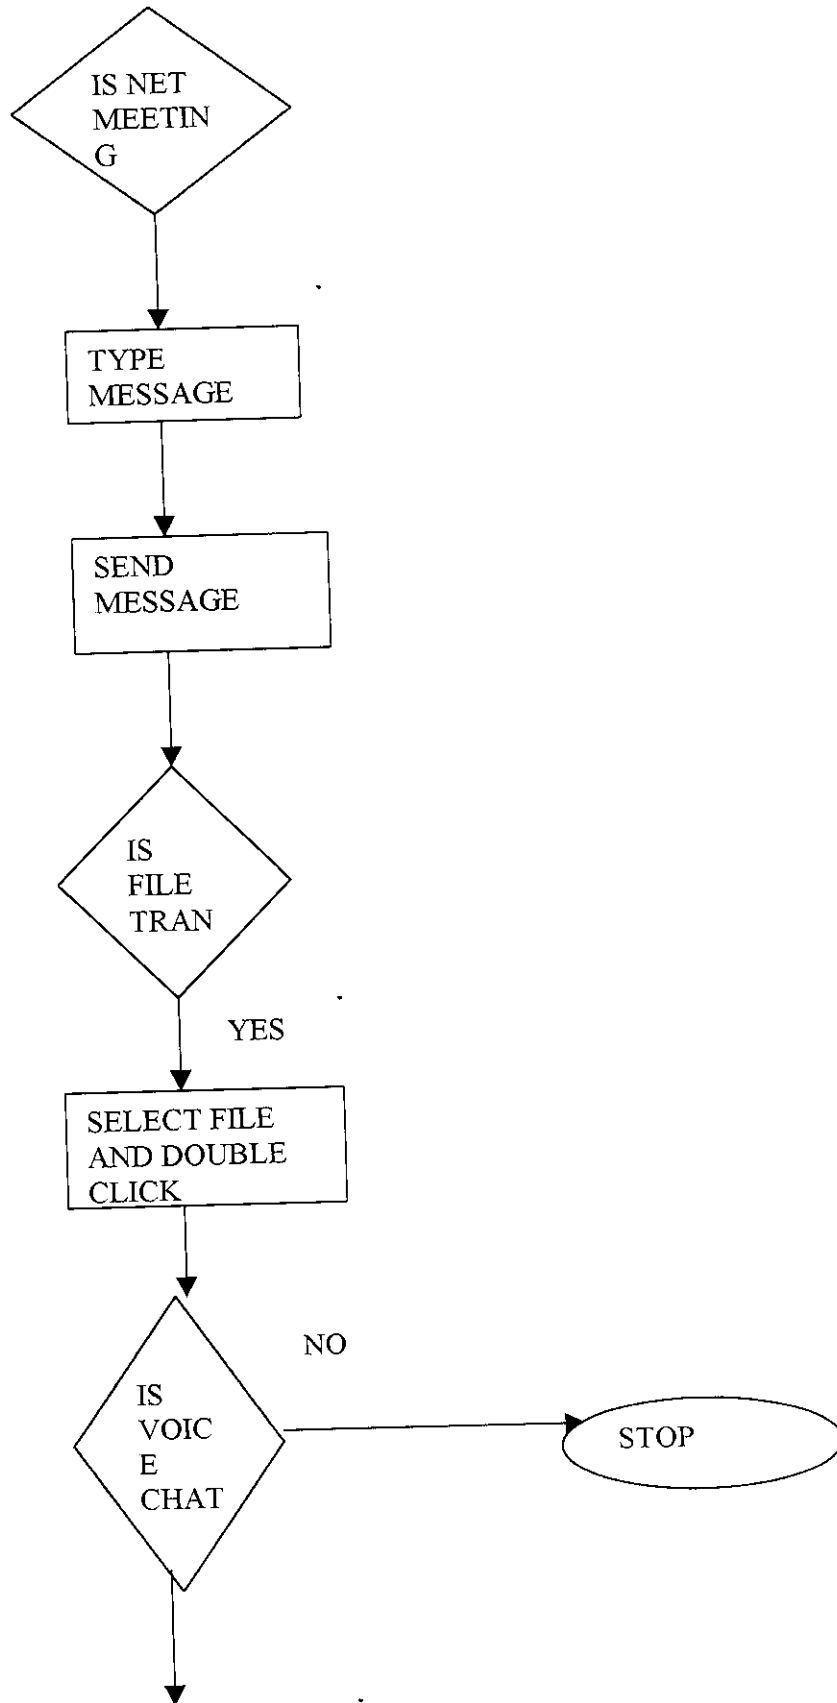 IS NET
MEETIN
G
TYPE
MESSAGE
SEND
MESSAGE
IS
FILE
TRAN
YES
SELECT FILE
AND DOUBLE
CLICK
NO
IS
VOIC
E
CHAT
STOP